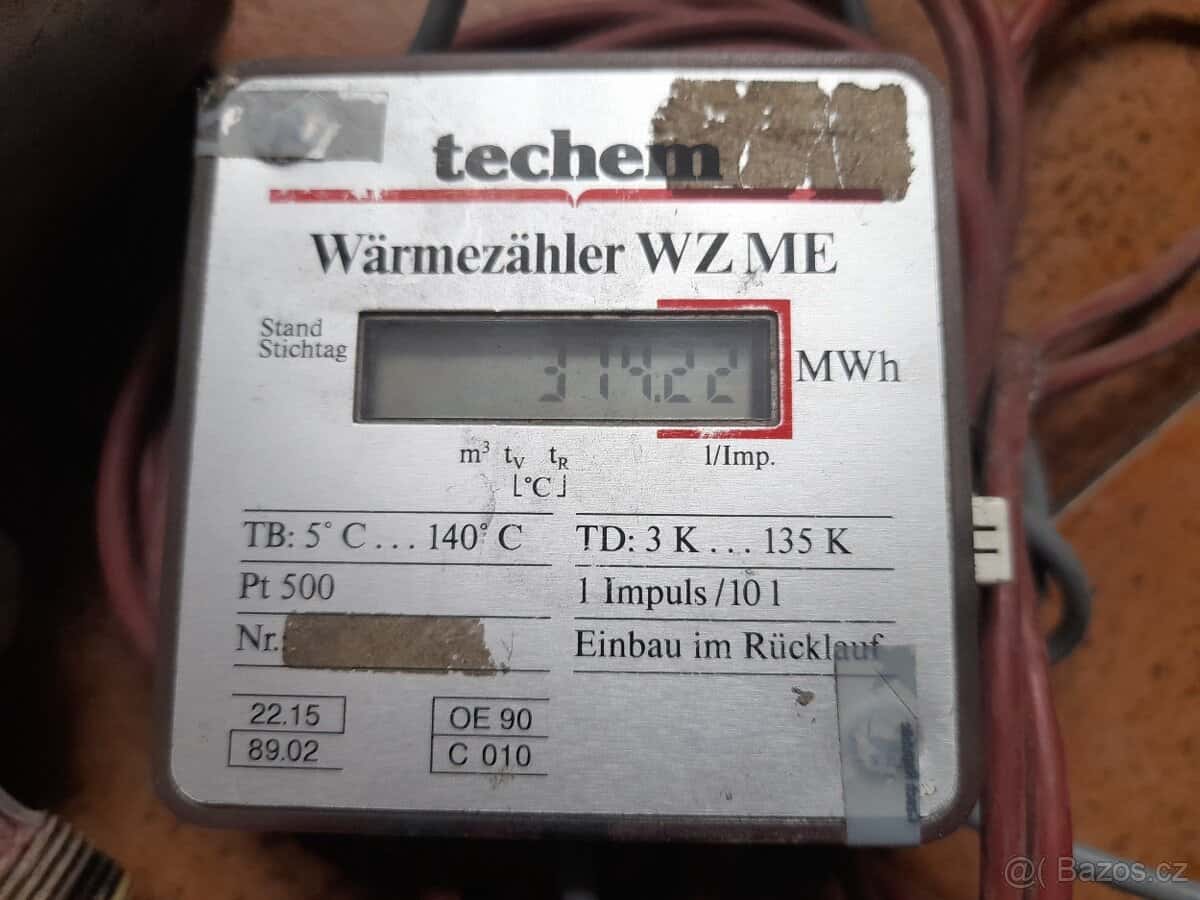 techem
Wärmezähler WZ ME
Stand
Stichtag
314.22
MWh
m³ tV tR
[°C]
l/Imp.
TB: 5° C... 140° C
TD: 3 K... 135 K
Pt 500
1 Impuls/10 l
Nr.
Einbau im Rücklauf
22.15
89.02
OE 90
C 010
Bazos.cz